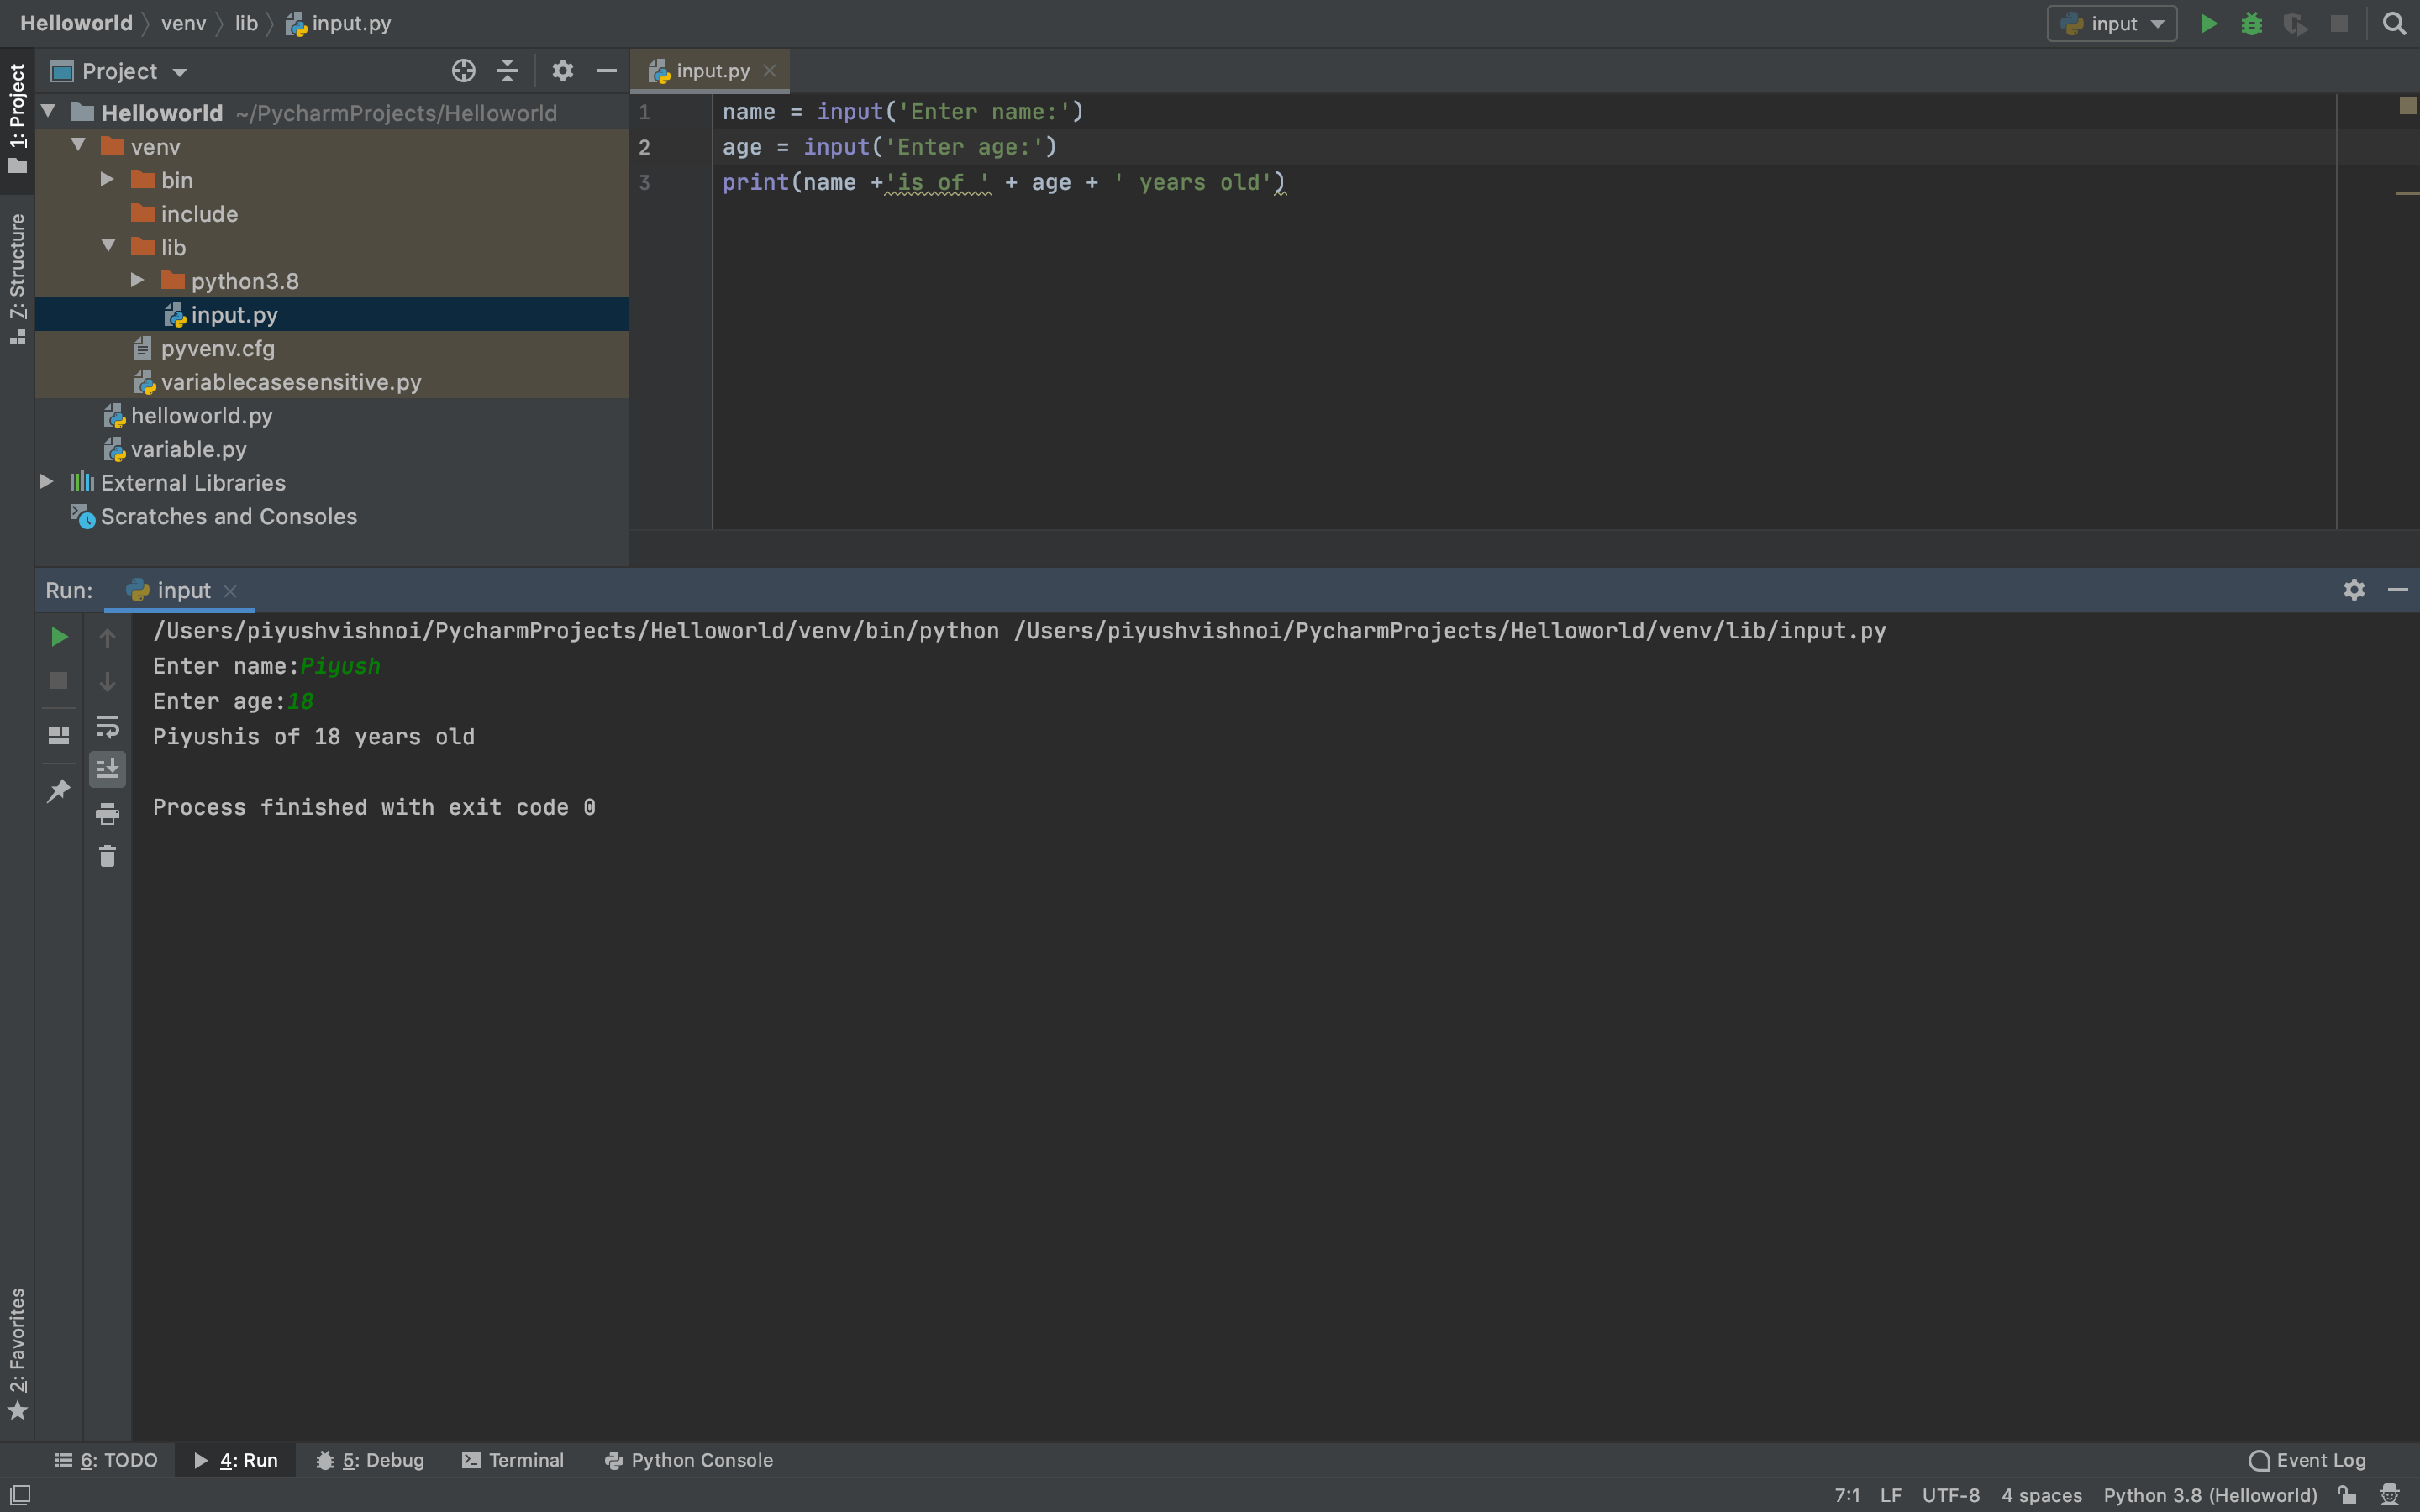 Helloworld venv lib input.py input
1: Project
Project
input.py
Helloworld ~/PycharmProjects/Helloworld
venv
bin
include
lib
python3.8
input.py
pyvenv.cfg
variablecasesensitive.py
helloworld.py
variable.py
External Libraries
Scratches and Consoles
7: Structure
1 name = input('Enter name:')
2 age = input('Enter age:')
3 print(name +'is of ' + age + ' years old')
Run: input
/Users/piyushvishnoi/PycharmProjects/Helloworld/venv/bin/python /Users/piyushvishnoi/PycharmProjects/Helloworld/venv/lib/input.py
Enter name:Piyush
Enter age:18
Piyushis of 18 years old
Process finished with exit code 0
2: Favorites
6: TODO 4: Run 5: Debug Terminal Python Console Event Log
7:1 LF UTF-8 4 spaces Python 3.8 (Helloworld)